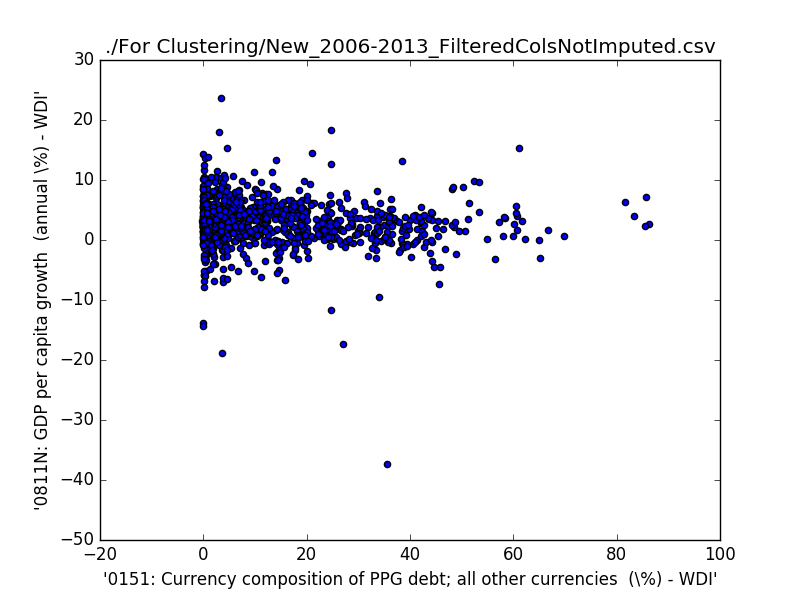 ./For Clustering/New_2006-2013_FilteredColsNotImputed.csv
30
20
10
0
−10
−20
−30
−40
−50
'0811N: GDP per capita growth  (annual \%) - WDI'
−20 0 20 40 60 80 100
'0151: Currency composition of PPG debt; all other currencies  (\%) - WDI'